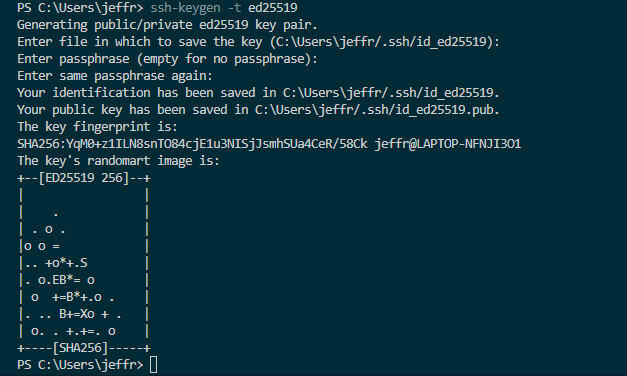 PS C:\Users\jeffr> ssh-keygen -t ed25519
Generating public/private ed25519 key pair.
Enter file in which to save the key (C:\Users\jeffr/.ssh/id_ed25519):
Enter passphrase (empty for no passphrase):
Enter same passphrase again:
Your identification has been saved in C:\Users\jeffr/.ssh/id_ed25519.
Your public key has been saved in C:\Users\jeffr/.ssh/id_ed25519.pub.
The key fingerprint is:
SHA256:YqM0+z1ILN8snTO84cjE1u3NISjJsmhSUa4CeR/58Ck jeffr@LAPTOP-NFNJI3O1
The key's randomart image is:
+--[ED25519 256]--+
|                 |
|    .            |
| . o .           |
|o o =            |
|.. +o*+.S        |
|. o.EB*= o       |
| o  +=B*+.o .    |
|. .. B+=Xo + .   |
| o. . +.+=. o    |
+----[SHA256]-----+
PS C:\Users\jeffr>